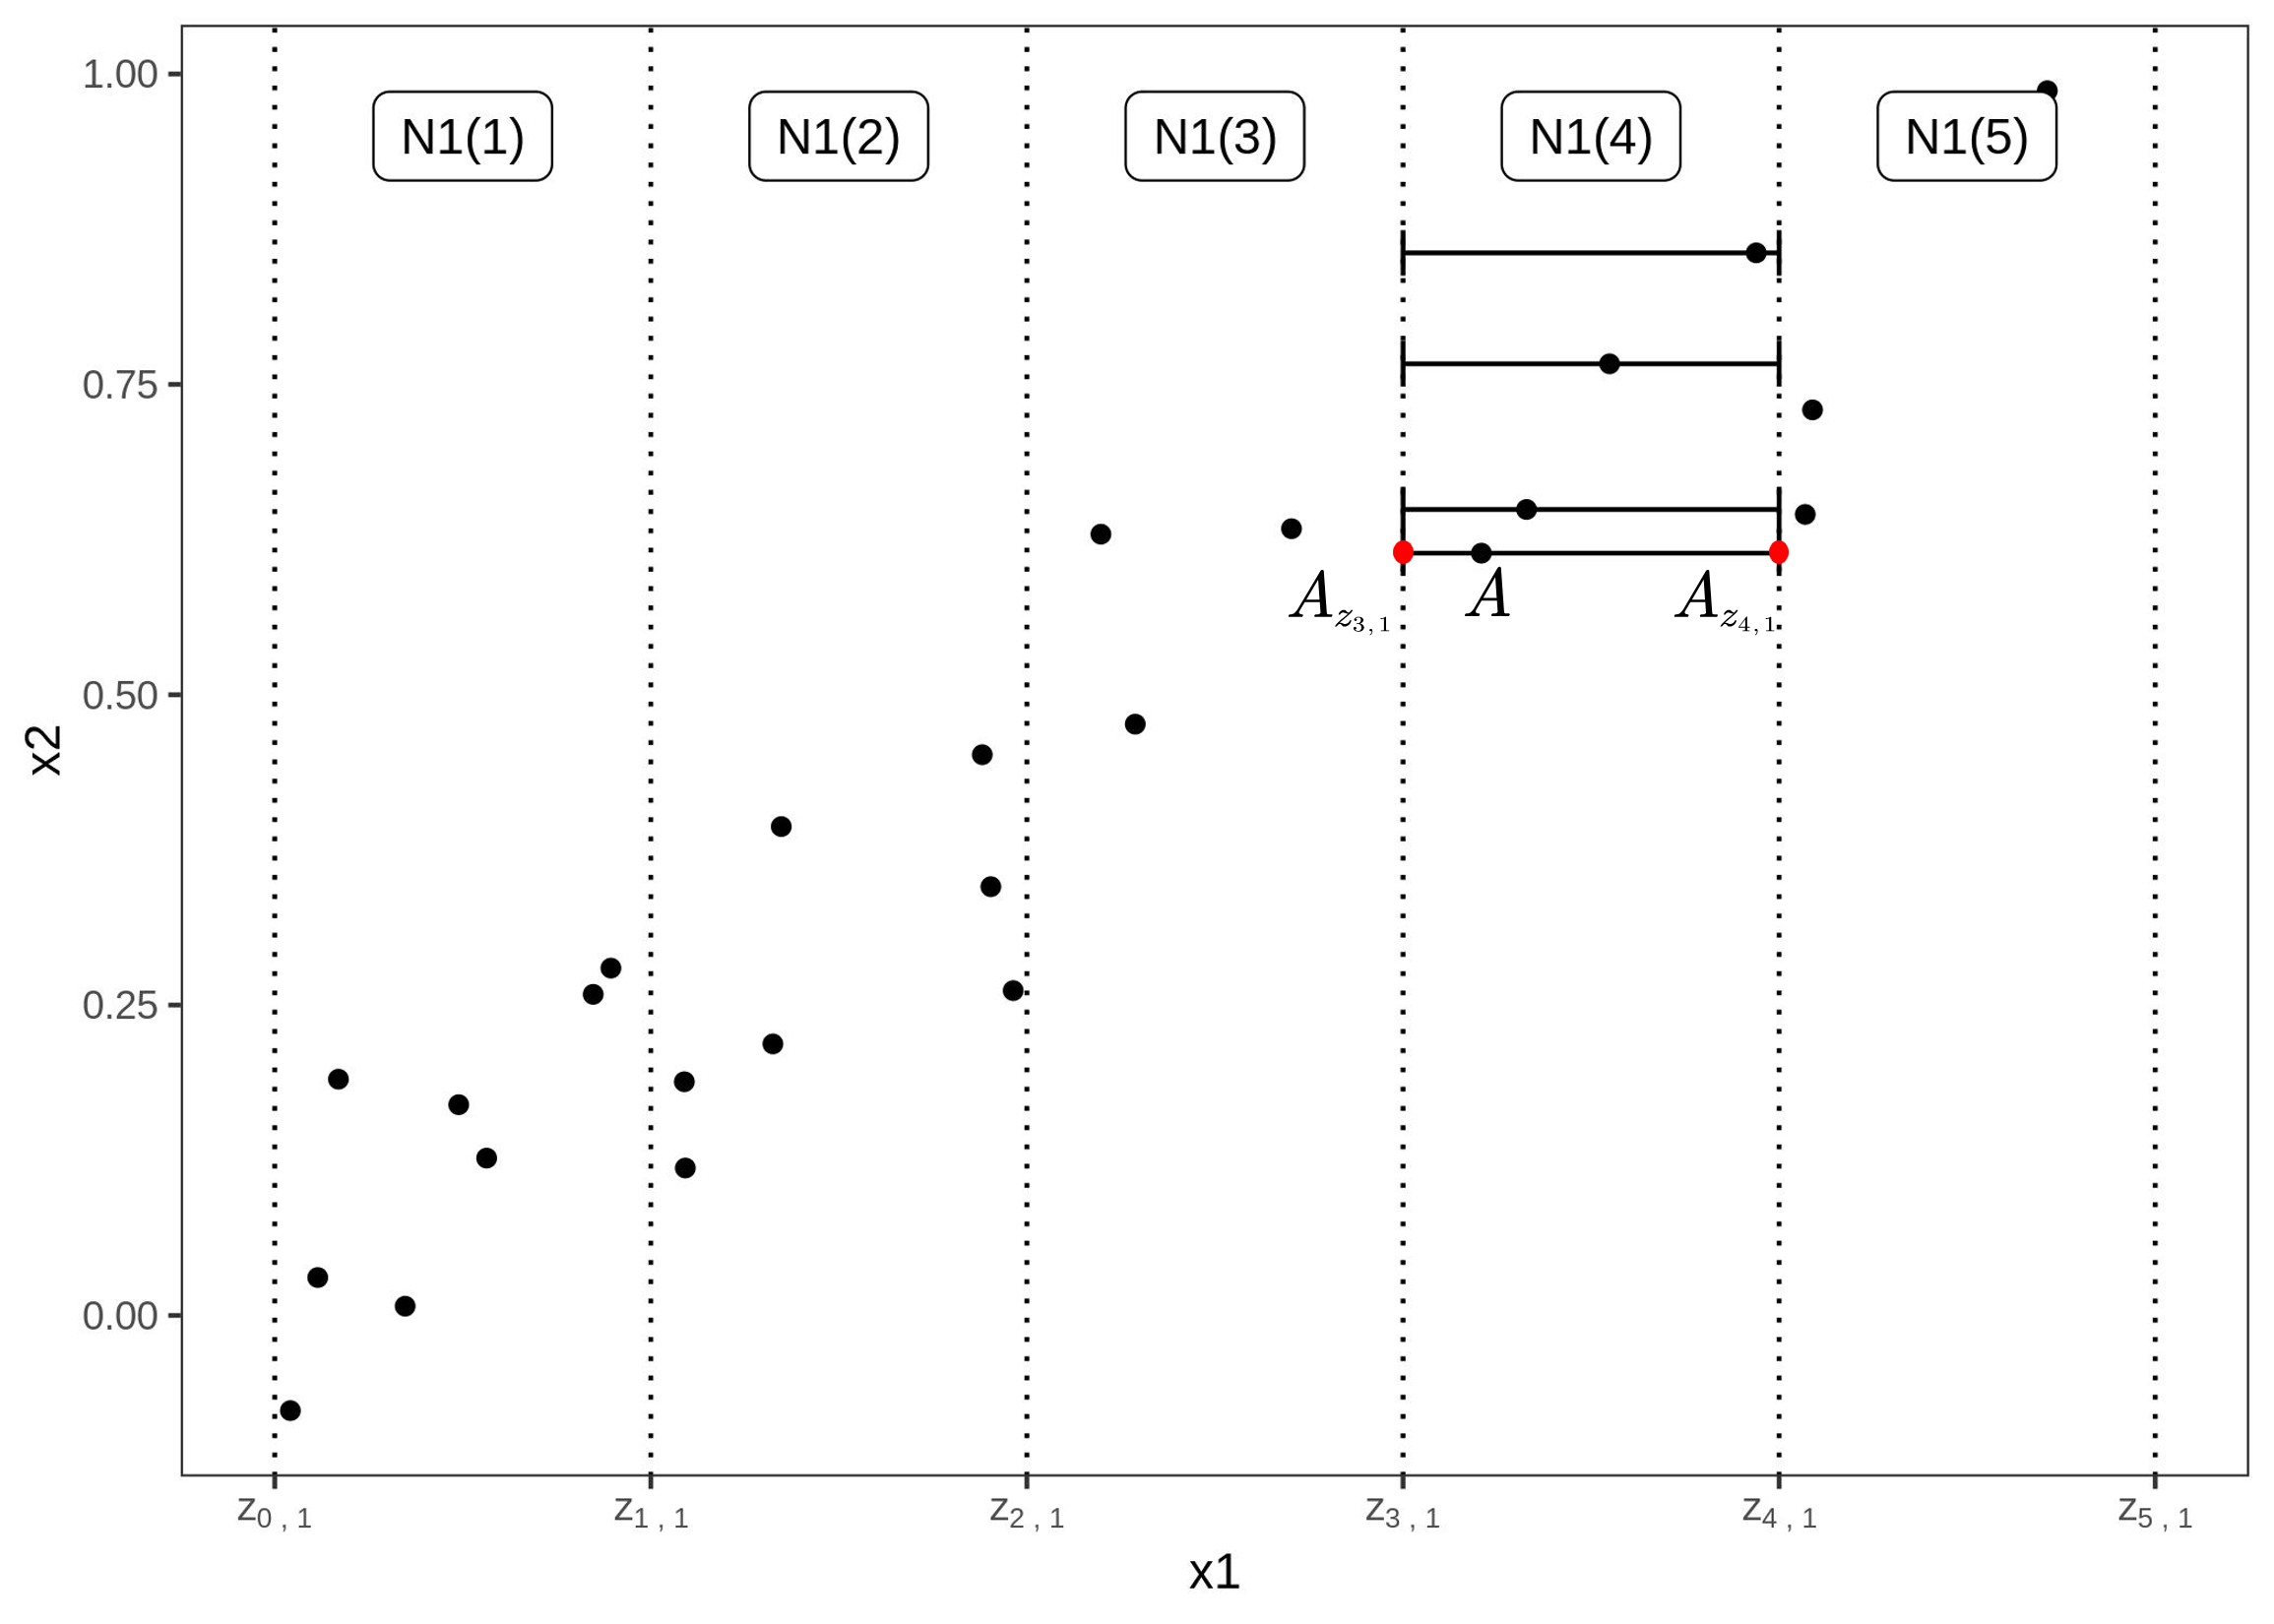 1.00
N1(1) N1(2) N1(3) N1(4) N1(5)
0.75
A_{z_{3,1}} A A_{z_{4,1}}
0.50
x2
0.25
0.00
z_{0 , 1} z_{1 , 1} z_{2 , 1} z_{3 , 1} z_{4 , 1} z_{5 , 1}
x1